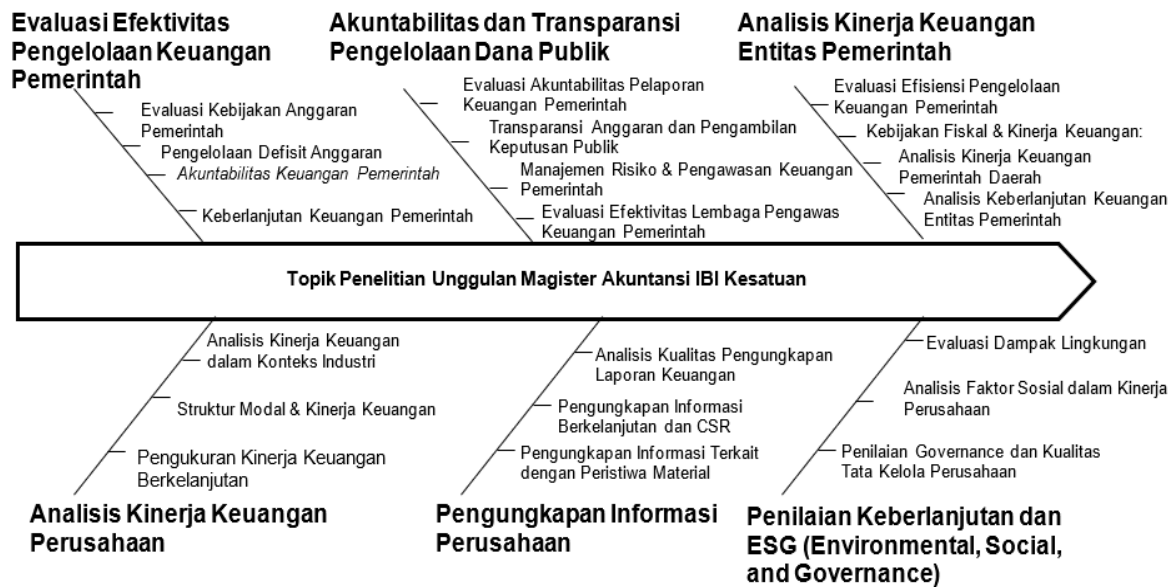 Evaluasi Efektivitas
Pengelolaan Keuangan
Pemerintah
Evaluasi Kebijakan Anggaran
Pemerintah
Pengelolaan Defisit Anggaran
Akuntabilitas Keuangan Pemerintah
Keberlanjutan Keuangan Pemerintah
Akuntabilitas dan Transparansi
Pengelolaan Dana Publik
Evaluasi Akuntabilitas Pelaporan
Keuangan Pemerintah
Transparansi Anggaran dan Pengambilan
Keputusan Publik
Manajemen Risiko & Pengawasan Keuangan
Pemerintah
Evaluasi Efektivitas Lembaga Pengawas
Keuangan Pemerintah
Analisis Kinerja Keuangan
Entitas Pemerintah
Evaluasi Efisiensi Pengelolaan
Keuangan Pemerintah
Kebijakan Fiskal & Kinerja Keuangan:
Analisis Kinerja Keuangan
Pemerintah Daerah
Analisis Keberlanjutan Keuangan
Entitas Pemerintah
Topik Penelitian Unggulan Magister Akuntansi IBI Kesatuan
Analisis Kinerja Keuangan
dalam Konteks Industri
Struktur Modal & Kinerja Keuangan
Pengukuran Kinerja Keuangan
Berkelanjutan
Analisis Kinerja Keuangan
Perusahaan
Analisis Kualitas Pengungkapan
Laporan Keuangan
Pengungkapan Informasi
Berkelanjutan dan CSR
Pengungkapan Informasi Terkait
dengan Peristiwa Material
Pengungkapan Informasi
Perusahaan
Evaluasi Dampak Lingkungan
Analisis Faktor Sosial dalam Kinerja
Perusahaan
Penilaian Governance dan Kualitas
Tata Kelola Perusahaan
Penilaian Keberlanjutan dan
ESG (Environmental, Social,
and Governance)